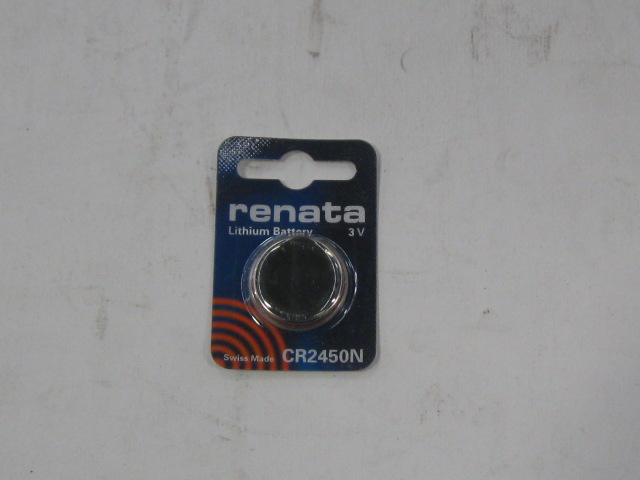 renata
Lithium Battery 3 V
Swiss Made CR2450N